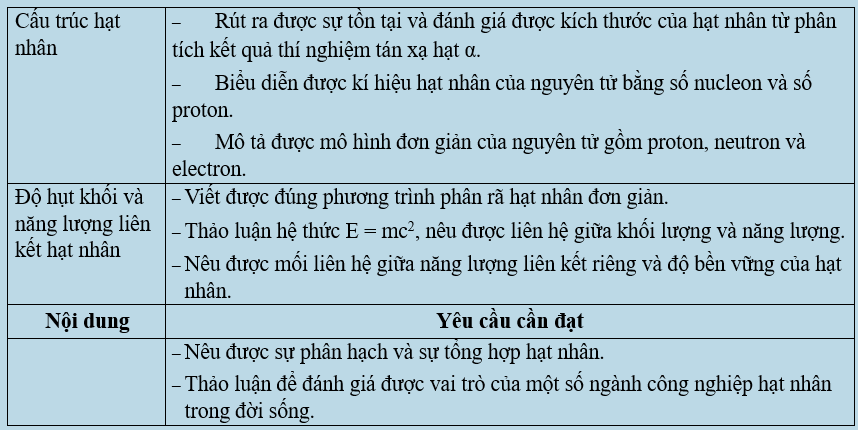 Cấu trúc hạt
nhân
– Rút ra được sự tồn tại và đánh giá được kích thước của hạt nhân từ phân
tích kết quả thí nghiệm tán xạ hạt α.
– Biểu diễn được kí hiệu hạt nhân của nguyên tử bằng số nucleon và số
proton.
– Mô tả được mô hình đơn giản của nguyên tử gồm proton, neutron và
electron.
Độ hụt khối và
năng lượng liên
kết hạt nhân
– Viết được đúng phương trình phân rã hạt nhân đơn giản.
– Thảo luận hệ thức E = mc², nêu được liên hệ giữa khối lượng và năng lượng.
– Nêu được mối liên hệ giữa năng lượng liên kết riêng và độ bền vững của hạt
nhân.
Nội dung Yêu cầu cần đạt
– Nêu được sự phân hạch và sự tổng hợp hạt nhân.
– Thảo luận để đánh giá được vai trò của một số ngành công nghiệp hạt nhân
trong đời sống.